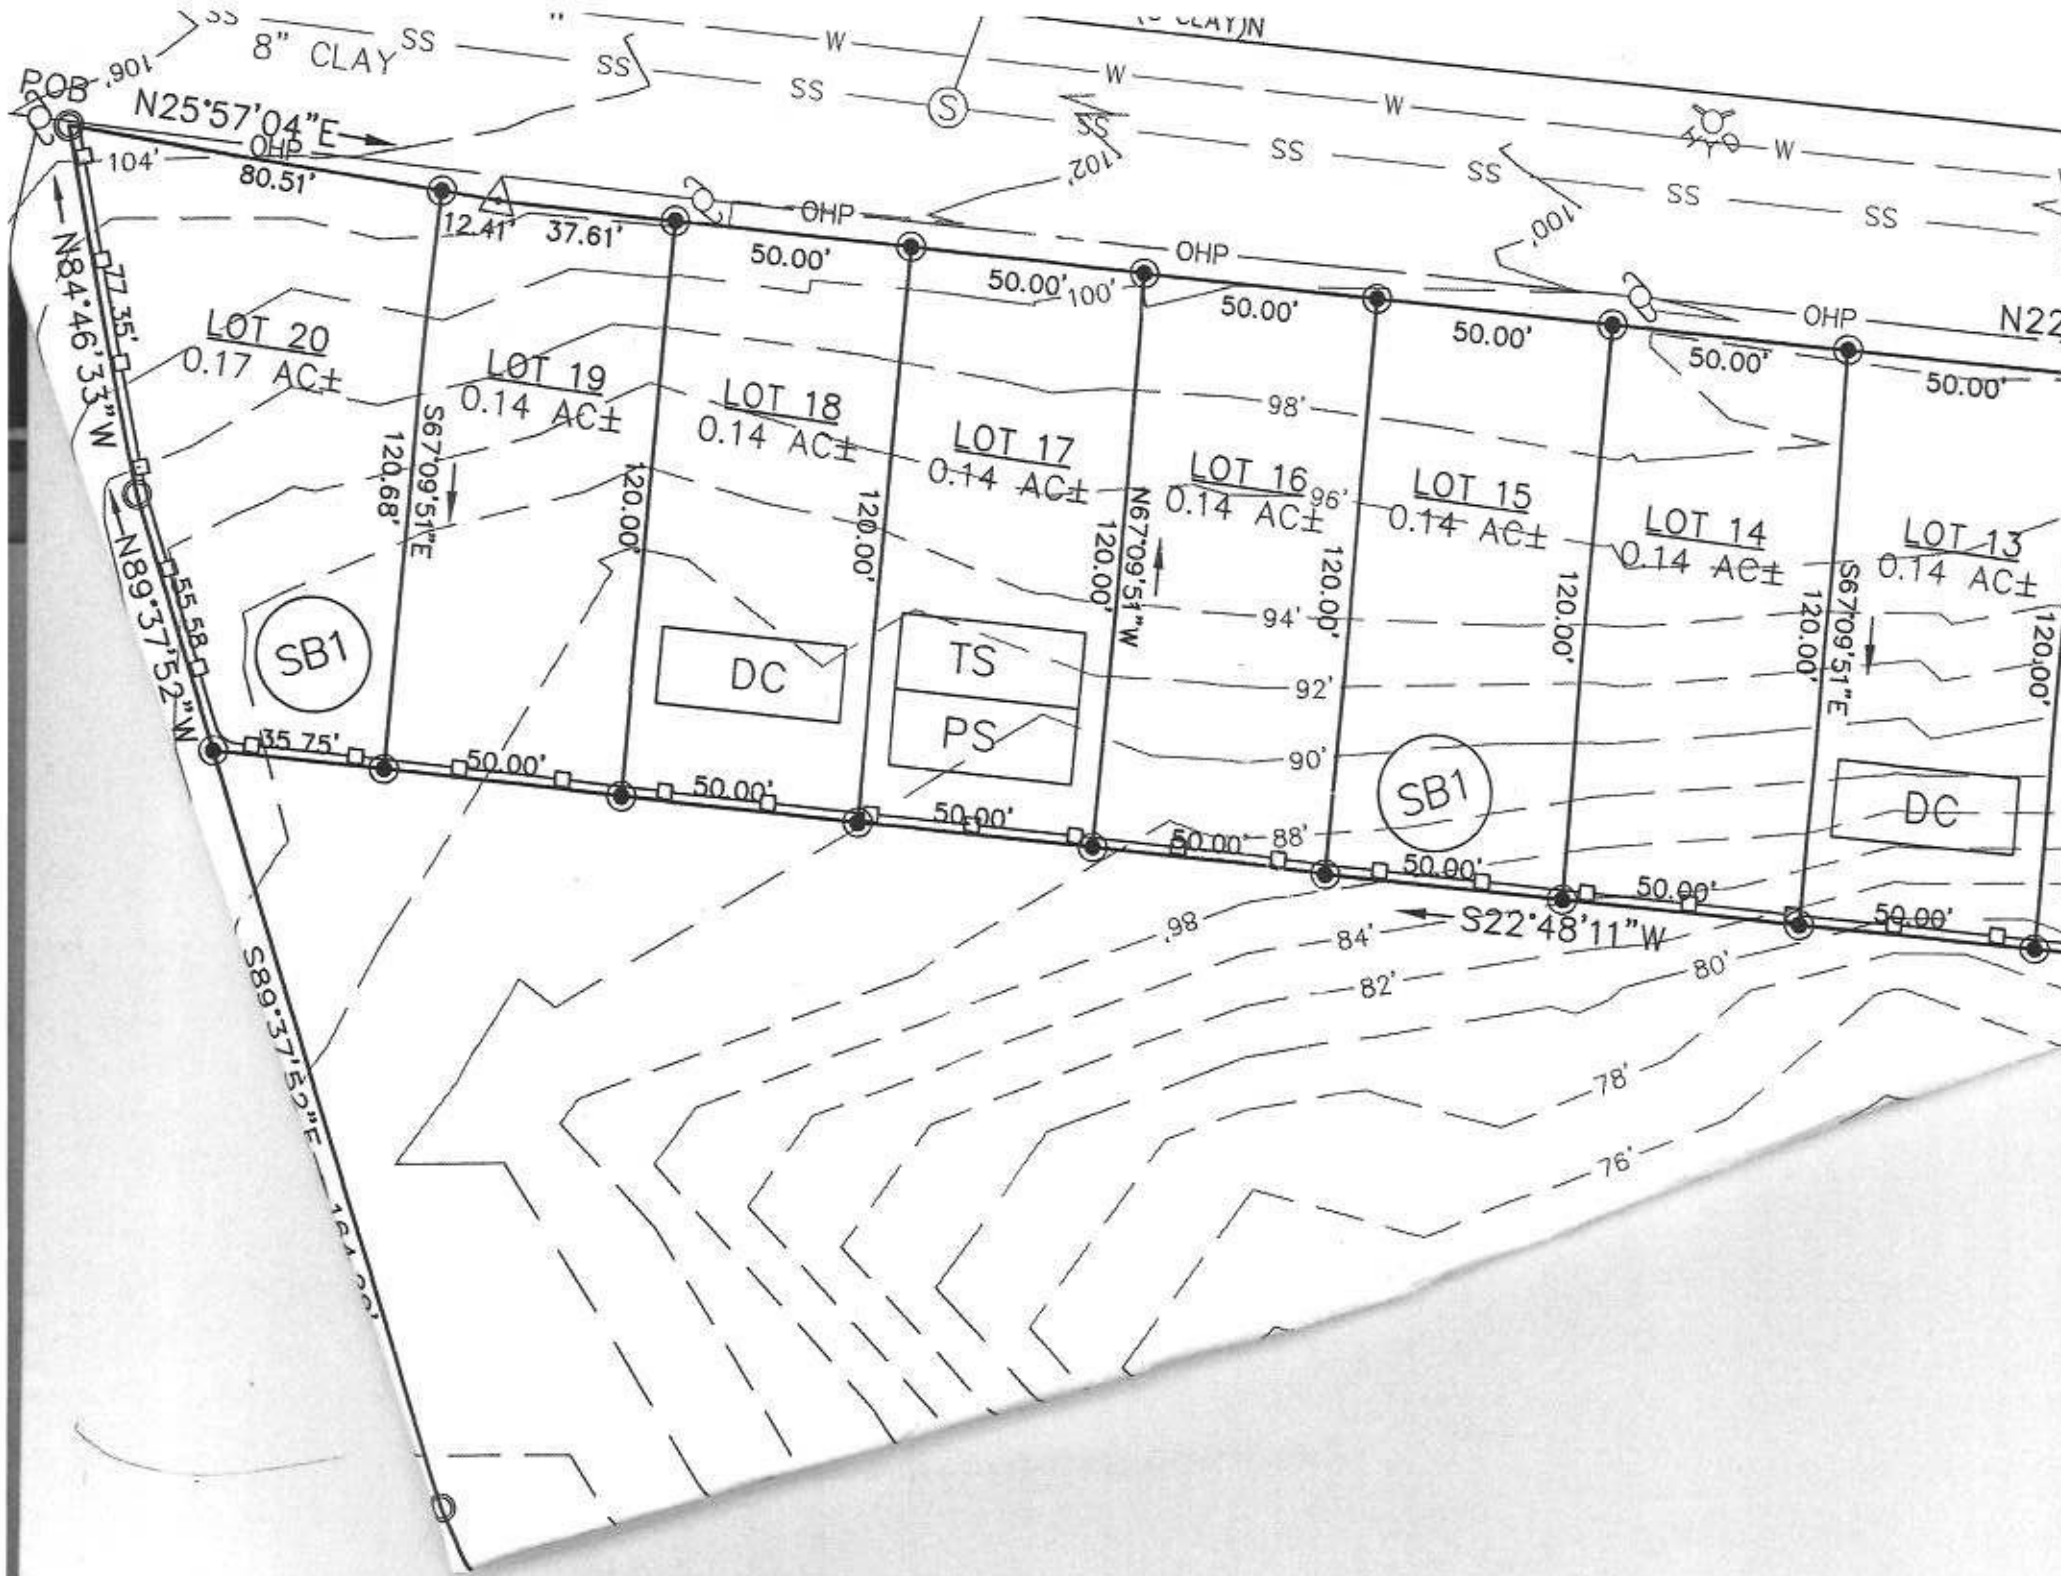 SS
8" CLAY
SS
SS
SS
SS
SS
SS
SS
SS
W
W
W
W
S
HYD
106'
POB
N25°57'04"E
OHP
104'
80.51'
12.41'
37.61'
50.00'
OHP
102'
50.00'
100'
OHP
50.00'
100'
50.00'
50.00'
OHP
N22
50.00'
N84°46'33"W
77.35'
LOT 20
0.17 AC±
LOT 19
0.14 AC±
LOT 18
0.14 AC±
LOT 17
0.14 AC±
LOT 16
0.14 AC±
LOT 15
0.14 AC±
LOT 14
0.14 AC±
LOT 13
0.14 AC±
98'
96'
94'
92'
90'
88'
S67°09'51"E
120.68'
120.00'
120.00'
N67°09'51"W
120.00'
120.00'
120.00'
S67°09'51"E
120.00'
120.00'
N89°37'52"W
55.58'
SB1
DC
TS
PS
SB1
DC
35.75'
50.00'
50.00'
50.00'
50.00'
50.00'
50.00'
50.00'
S22°48'11"W
86'
84'
82'
80'
78'
76'
S89°37'52"E